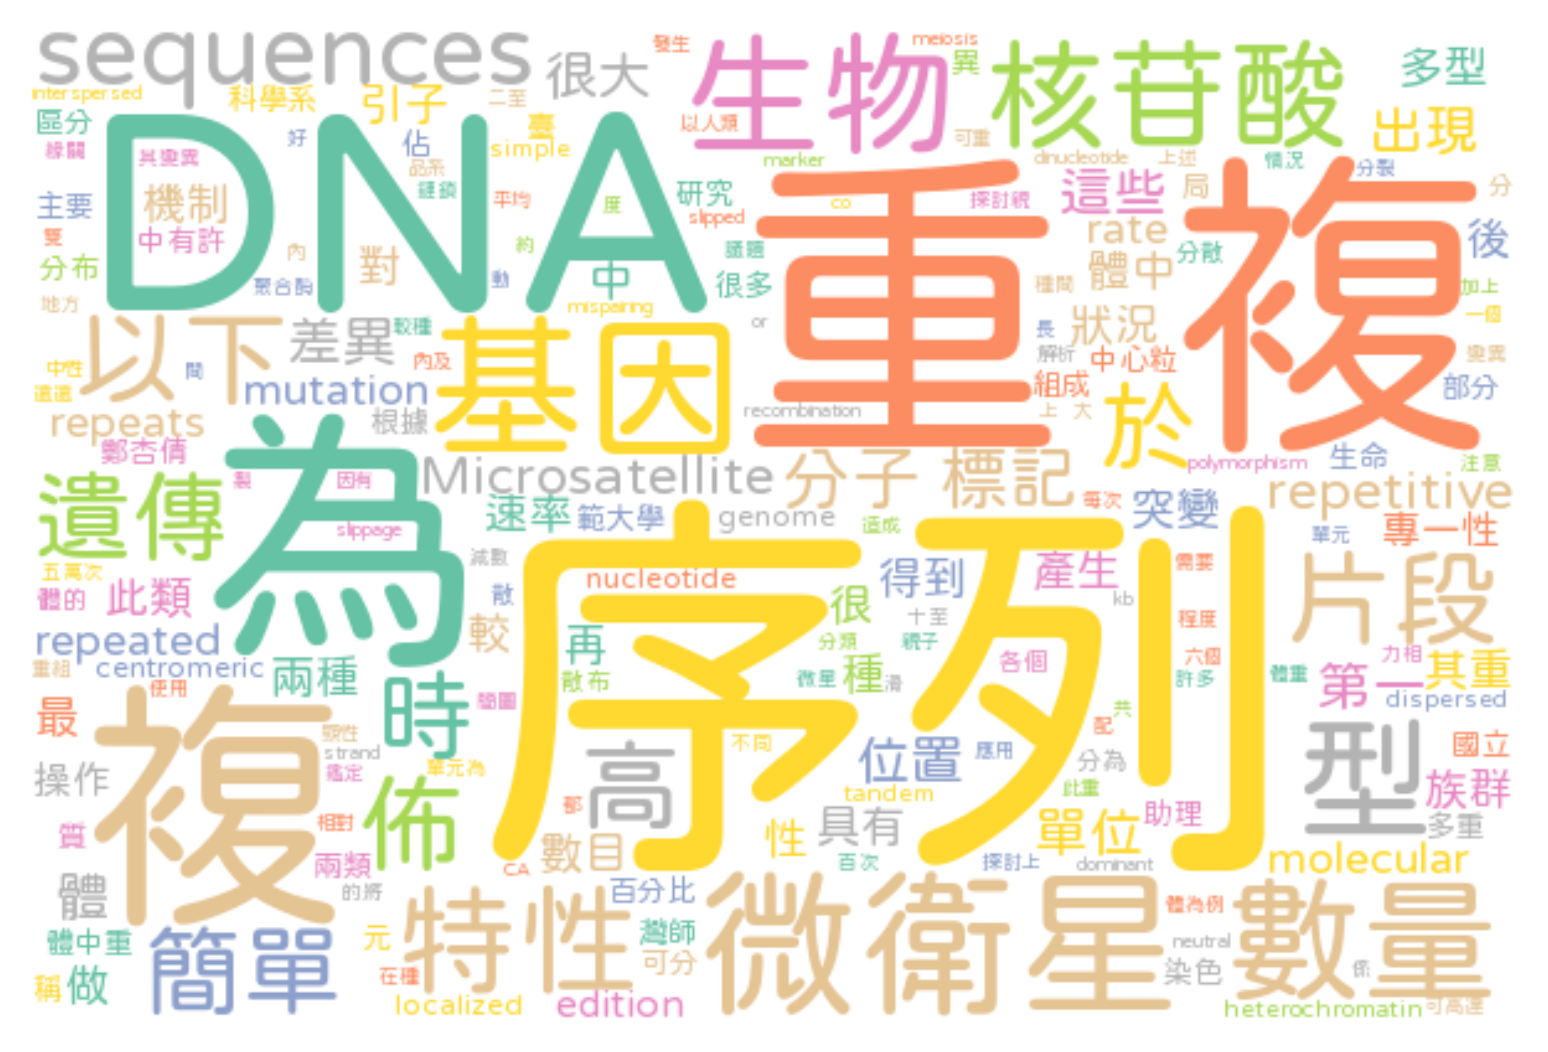 sequences
很大
發生
生物
meiosis
異
核苷酸
多型
interspersed
科學系
引子
二至
區分
佔
臺
simple
以人類
可重
出現
緣關
其變異
好
DNA
品系
鏈鎖
marker
重複
dinucleotide
上述
情況
分裂
主要
機制
平均
度
研究
slipped
co
探討親
這些
局
分
雙
中有許
約
議題
rate
後
分布
內
對
中
很多
種間
體中
分散
地方
聚合酶
動
mispairing
加上
以下
差異
較種
基因
or
長
狀況
一個
中性
間
內及
解析
中心粒
變異
遺遺
mutation
組成
部分
repeats
根據
recombination
上
大
於
鄭杏倩
為
Microsatellite
分子
標記
polymorphism
生命
注意
遺傳
製
因有
repetitive
速率
範大學
genome
造成
每次
突變
專一性
slippage
序列
單元
五萬次
減數
nucleotide
得到
產生
需要
片段
體的
此類
散
很
kb
十至
程度
repeated
較
再
分類
親子
各個
六個
力相
重組
centromeric
兩種
散布
微星
種
滑
許多
體重
第一
其重
使用
時
簡圖
dispersed
最
複
顯性
strand
高
不同
位置
應用
共
配
分為
型
國立
操作
鑑定
單元為
佈
tandem
此重
族群
質
相對
都
數目
性
具有
單位
助理
多重
兩類
CA
百次
探討上
dominant
molecular
體
的將
特性
百分比
微衛星
體為例
數量
體中重
簡單
元
灣師
neutral
稱
做
在種
可分
染色
係
localized
edition
heterochromatin
可高達